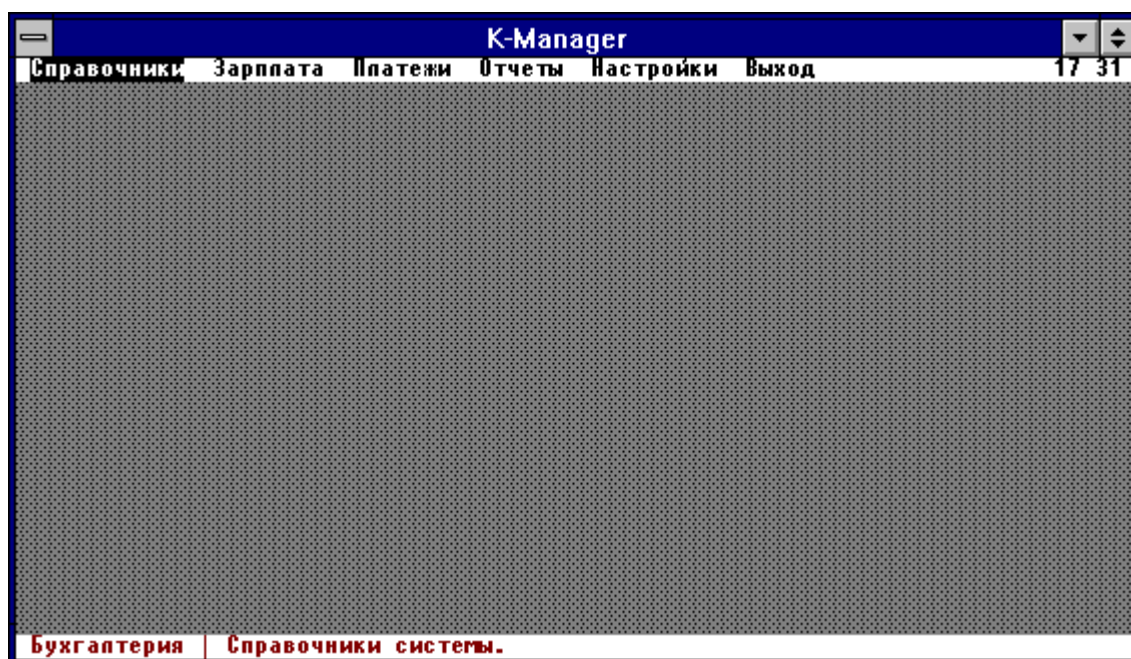 K-Manager
Справочники Зарплата Платежи Отчеты Настройки Выход 17 31
Бухгалтерия | Справочники системы.